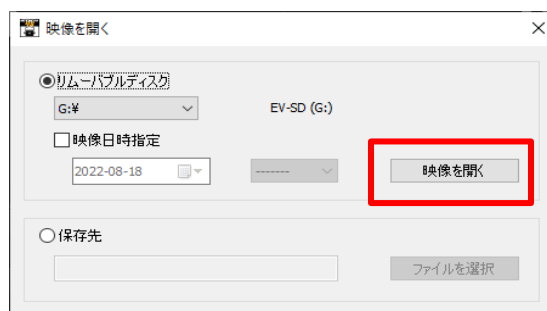 映像を開く
リムーバブルディスク
G:¥ EV-SD (G:)
映像日時指定
2022-08-18 ------- 映像を開く
保存先
ファイルを選択